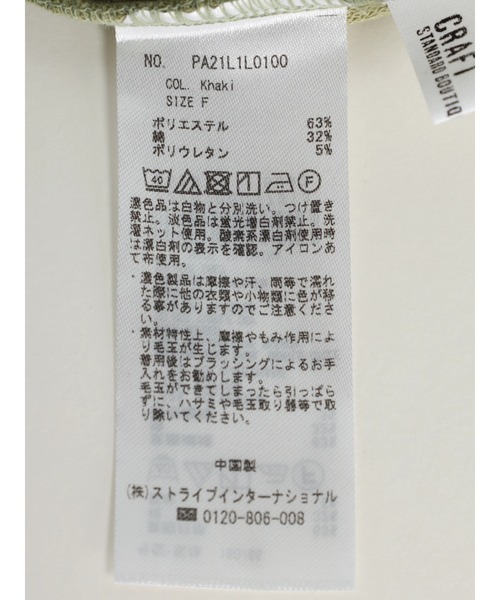 NO. PA21L1L0100
COL. Khaki
SIZE F
ポリエステル 63%
綿 32%
ポリウレタン 5%
40 F
濃色品は白物と分別洗い。つけ置き
禁止。淡色品は蛍光増白剤禁止。洗
濯ネット使用。酸素系漂白剤使用時
は漂白剤の表示を確認。アイロンあ
て布使用。
・濃色製品は摩擦や汗、雨等で濡れ
た際に他の衣類や小物類に色が移
る事がありますのでご注意くださ
い。
・素材特性上、摩擦やもみ作用によ
り毛玉が生じます。
着用後はブラッシングによるお手
入れをお勧めします。
毛玉ができてしまったら引っぱら
ずに、ハサミや毛玉取り器等で取
り除いてください。
中国製
(株)ストライプインターナショナル
0120-806-008
CRAFT
STANDARD BOUTIQ